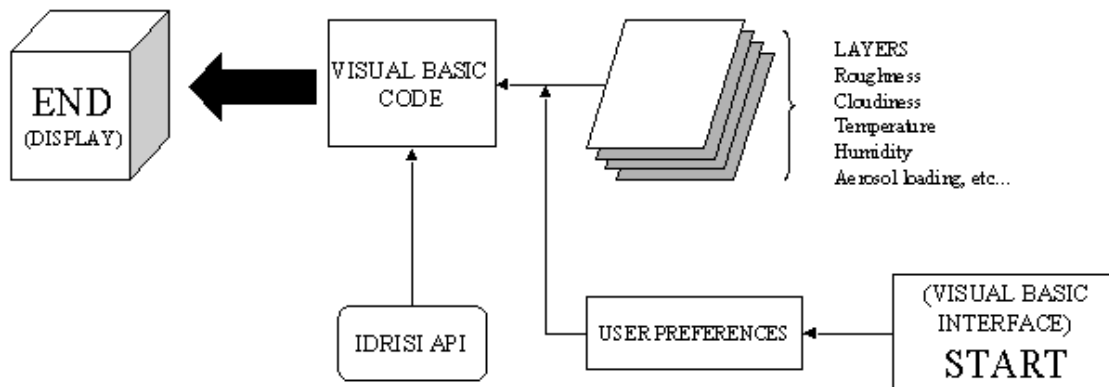 END
(DISPLAY)
VISUAL BASIC
CODE
LAYERS
Roughness
Cloudiness
Temperature
Humidity
Aerosol loading, etc...
IDRISI API
USER PREFERENCES
(VISUAL BASIC
INTERFACE)
START